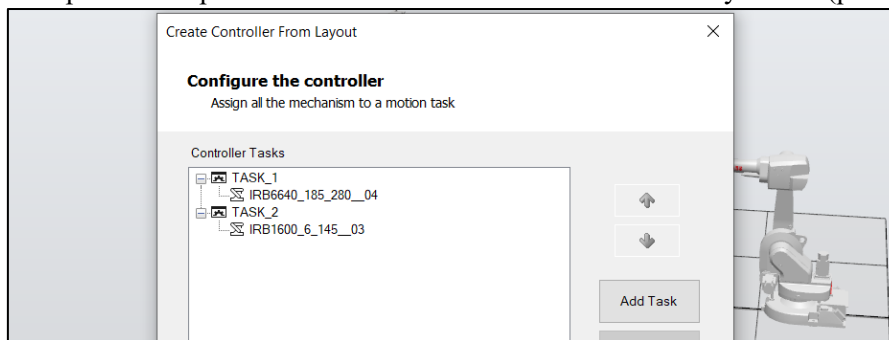 Create Controller From Layout
Configure the controller
Assign all the mechanism to a motion task
Controller Tasks
TASK_1
IRB6640_185_280__04
TASK_2
IRB1600_6_145__03
Add Task